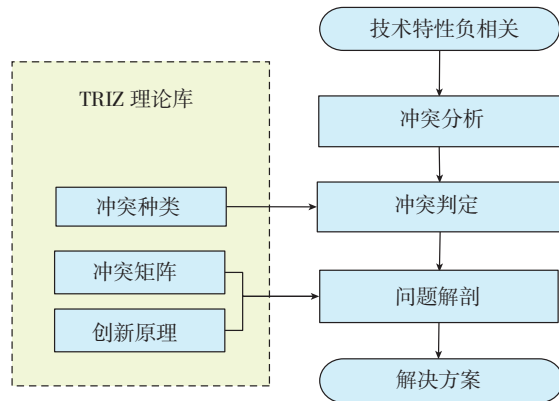 技术特性负相关
TRIZ 理论库
冲突分析
冲突种类
冲突判定
冲突矩阵
问题解剖
创新原理
解决方案